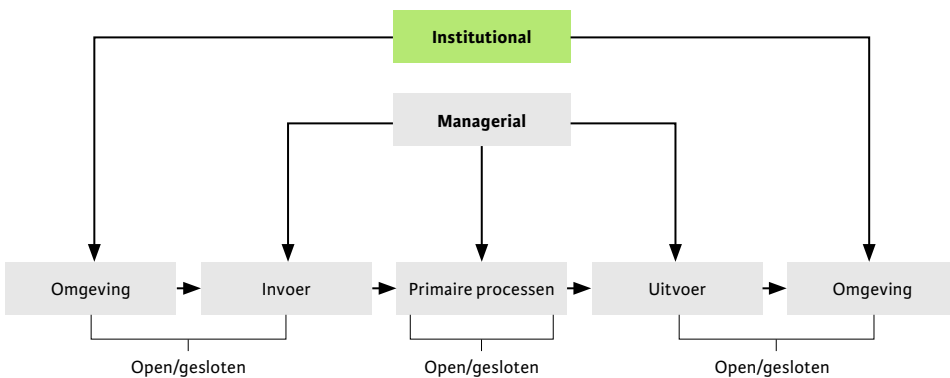 Institutional
Managerial
Omgeving
Invoer
Primaire processen
Uitvoer
Omgeving
Open/gesloten
Open/gesloten
Open/gesloten